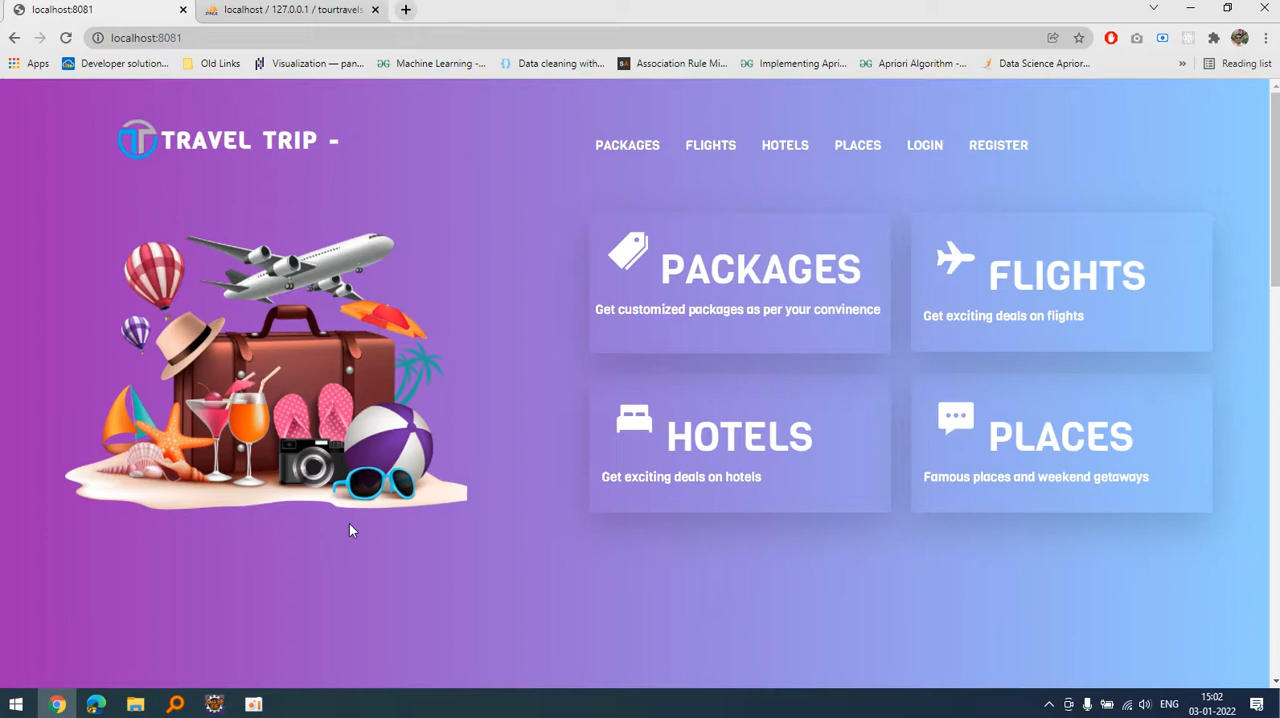 localhost:8081
localhost / 127.0.0.1 / tourtravels
localhost:8081
Apps
Developer solution...
Old Links
Visualization — pan...
Machine Learning -...
Data cleaning with...
Association Rule Mi...
Implementing Apri...
Apriori Algorithm -...
Data Science Aprior...
»
Reading list
TRAVEL TRIP -
PACKAGES FLIGHTS HOTELS PLACES LOGIN REGISTER
PACKAGES
Get customized packages as per your convinence
FLIGHTS
Get exciting deals on flights
HOTELS
Get exciting deals on hotels
PLACES
Famous places and weekend getaways
ENG
15:02
03-01-2022